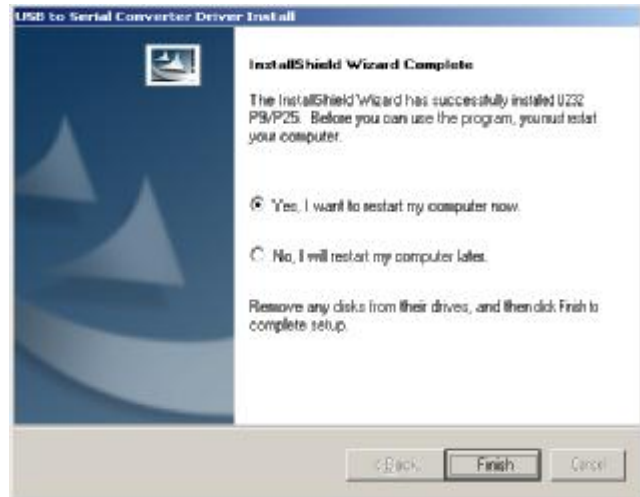 USB to Serial Converter Driver Install
InstallShield Wizard Complete
The InstallShield Wizard has successfully installed U232
P9/P25. Before you can use the program, you must restart
your computer.
Yes, I want to restart my computer now.
No, I will restart my computer later.
Remove any disks from their drives, and then click Finish to
complete setup.
< Back
Finish
Cancel